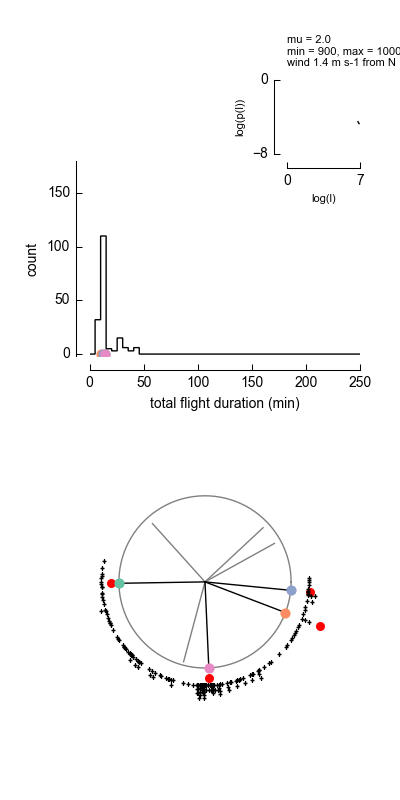 mu = 2.0
min = 900, max = 1000
wind 1.4 m s-1 from N
0
log(p(l))
−8
0 7
log(l)
150
100
50
0
count
0 50 100 150 200 250
total flight duration (min)